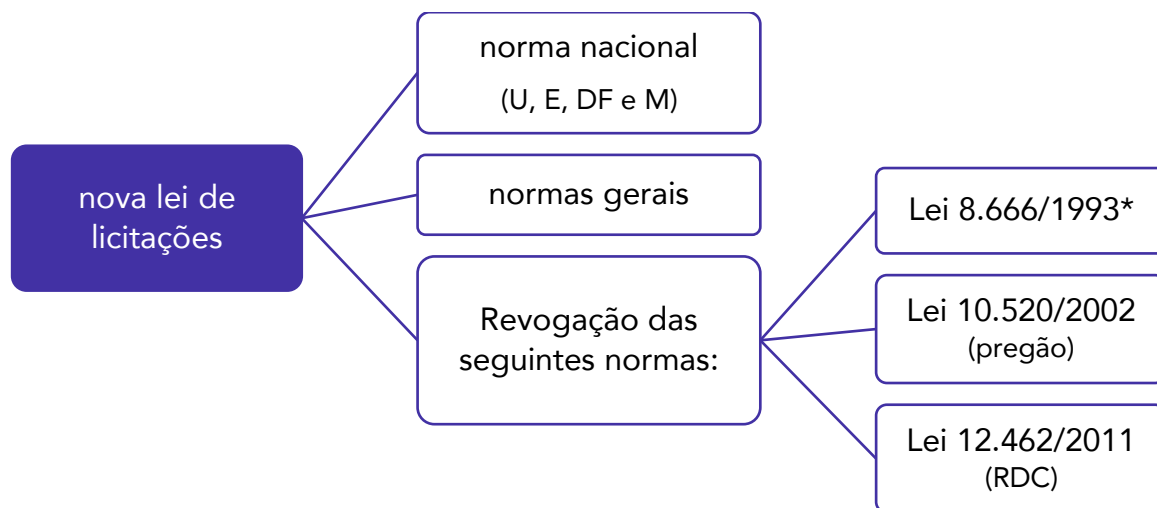 nova lei de
licitações
norma nacional
(U, E, DF e M)
normas gerais
Revogação das
seguintes normas:
Lei 8.666/1993*
Lei 10.520/2002
(pregão)
Lei 12.462/2011
(RDC)